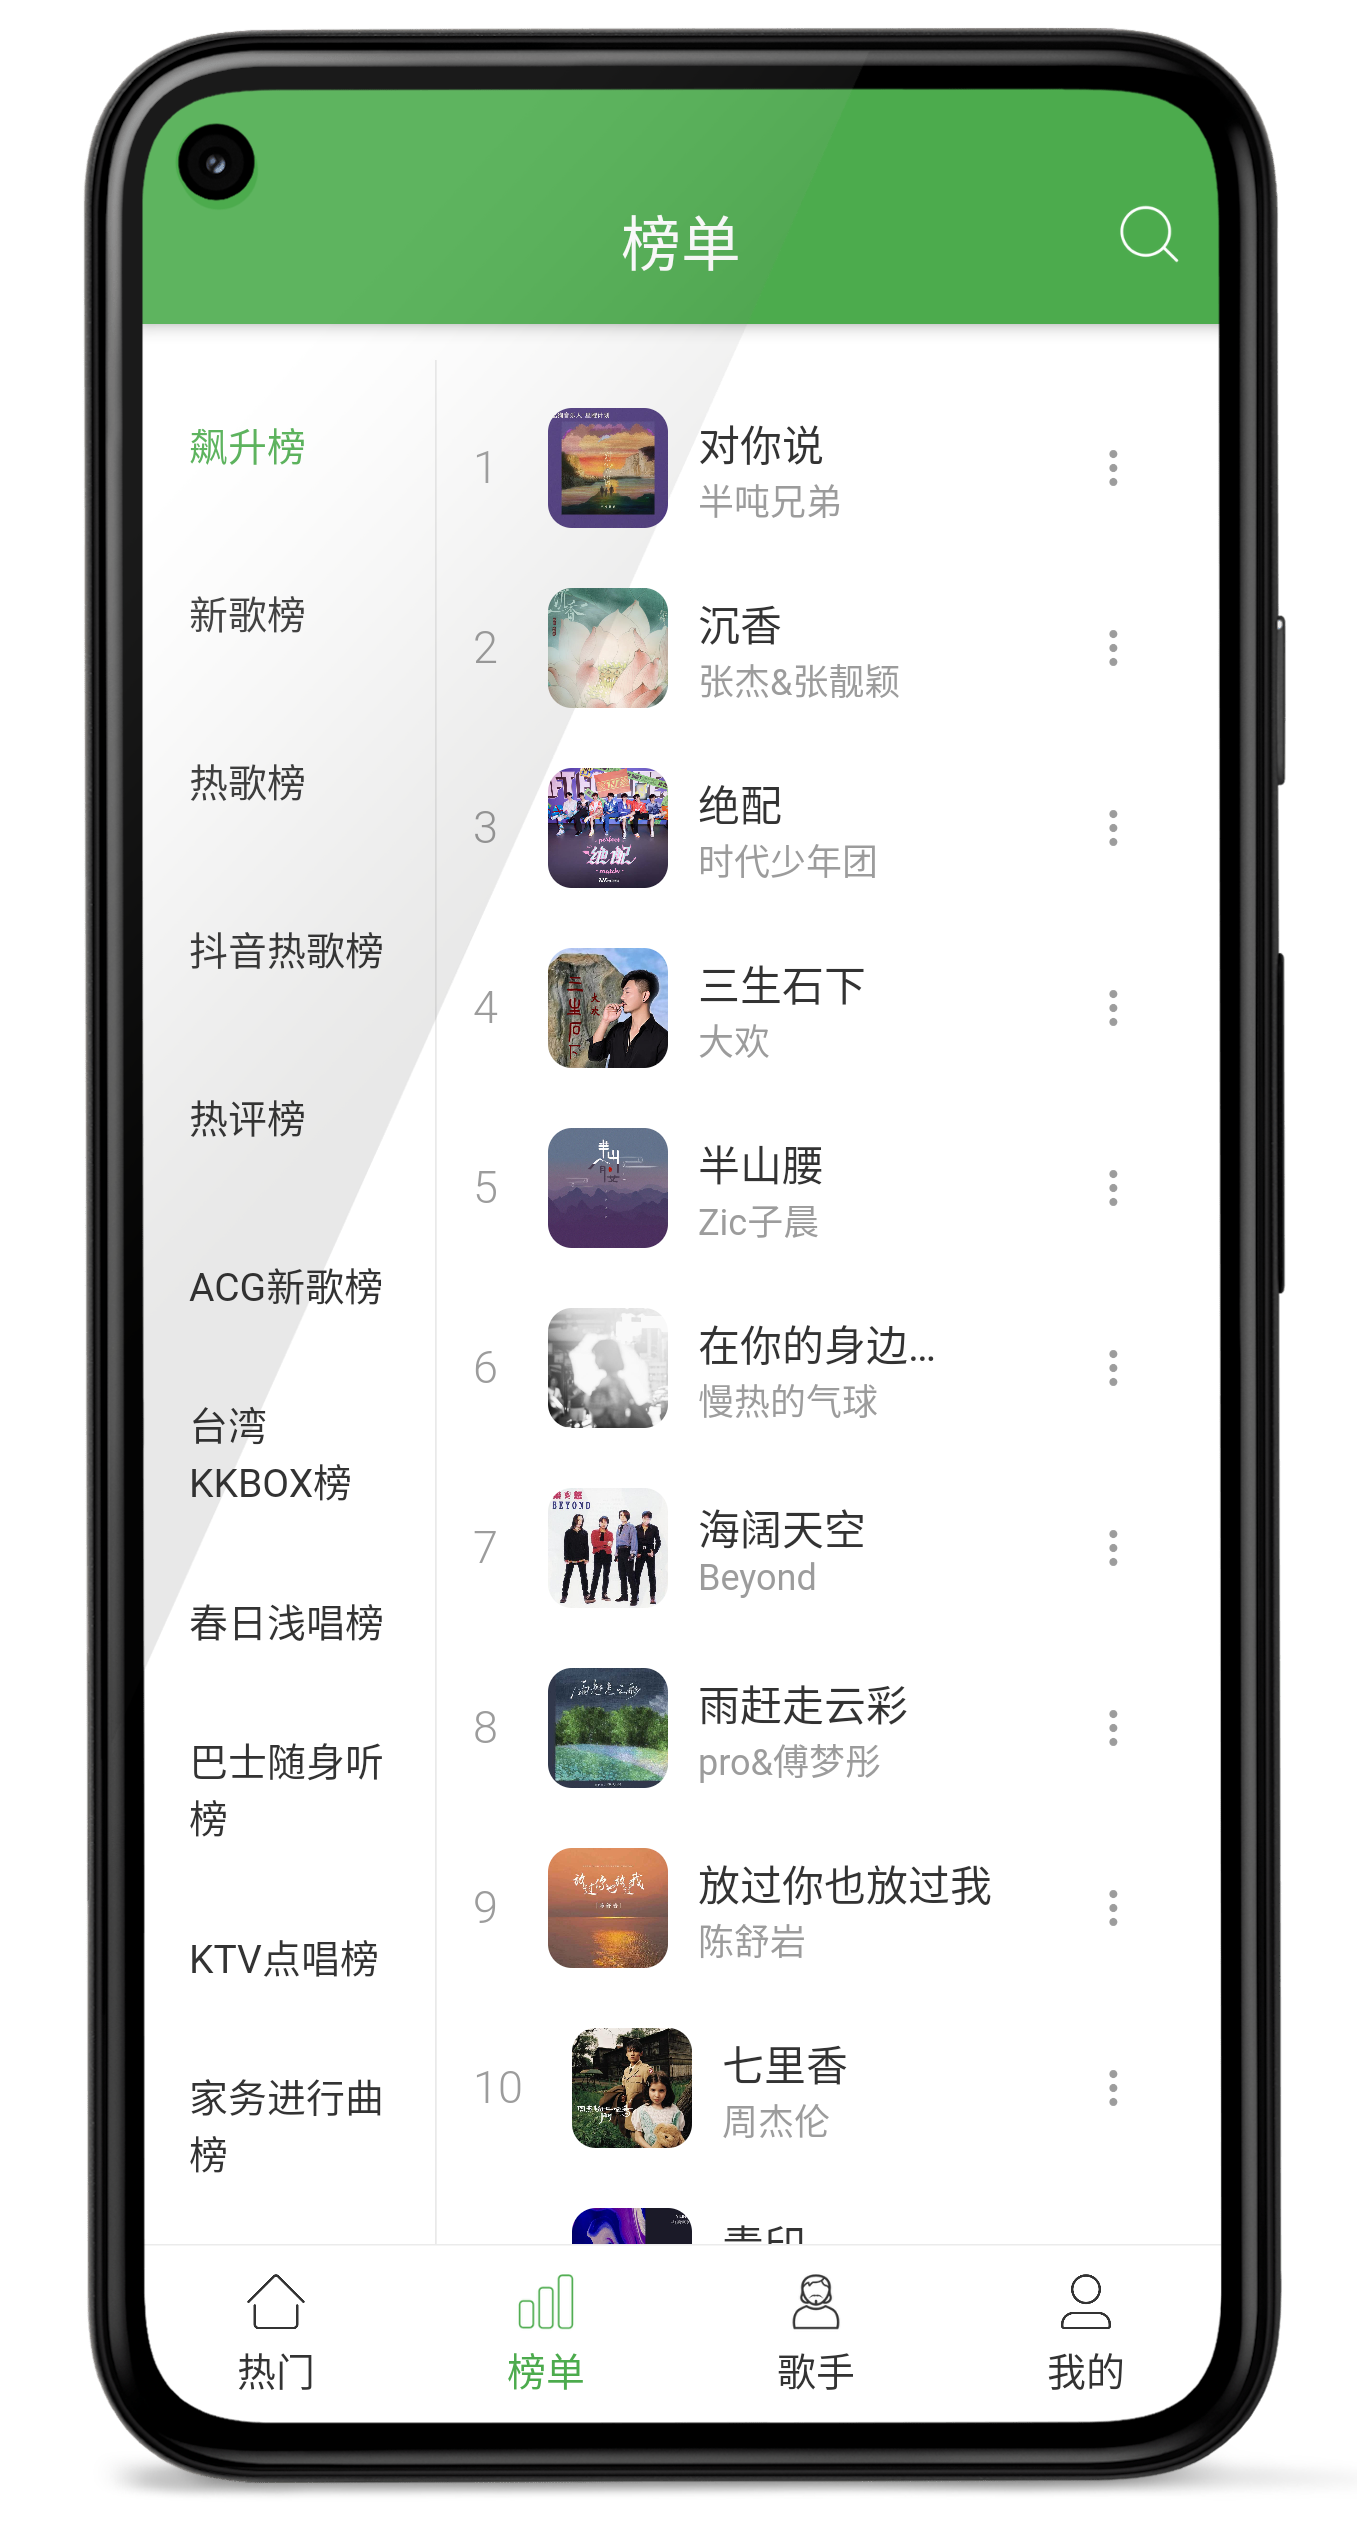 榜单
飙升榜
新歌榜
热歌榜
抖音热歌榜
热评榜
ACG新歌榜
台湾
KKBOX榜
春日浅唱榜
巴士随身听
榜
KTV点唱榜
家务进行曲
榜
1
对你说
半吨兄弟
2
沉香
张杰&张靓颖
3
绝配
时代少年团
4
三生石下
大欢
5
半山腰
Zic子晨
6
在你的身边...
慢热的气球
7
BEYOND
海阔天空
Beyond
8
雨赶走云彩
pro&傅梦彤
9
放过你也放过我
陈舒岩
10
七里香
周杰伦
热门
榜单
歌手
我的